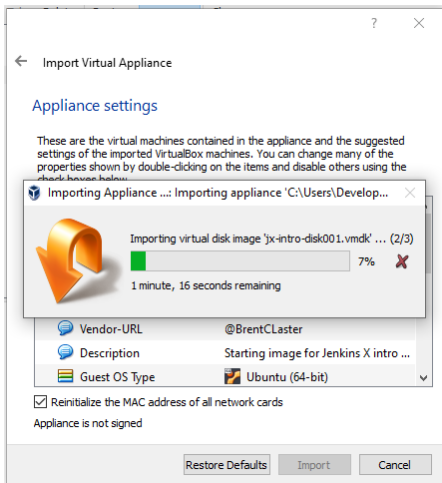 ?
Import Virtual Appliance
Appliance settings
These are the virtual machines contained in the appliance and the suggested
settings of the imported VirtualBox machines. You can change many of the
properties shown by double-clicking on the items and disable others using the
check boxes below.
Importing Appliance ...: Importing appliance 'C:\Users\Develop...
Importing virtual disk image 'jx-intro-disk001.vmdk' ... (2/3)
7%
1 minute, 16 seconds remaining
Vendor-URL @BrentCLaster
Description Starting image for Jenkins X intro ...
Guest OS Type Ubuntu (64-bit)
Reinitialize the MAC address of all network cards
Appliance is not signed
Restore Defaults Import Cancel